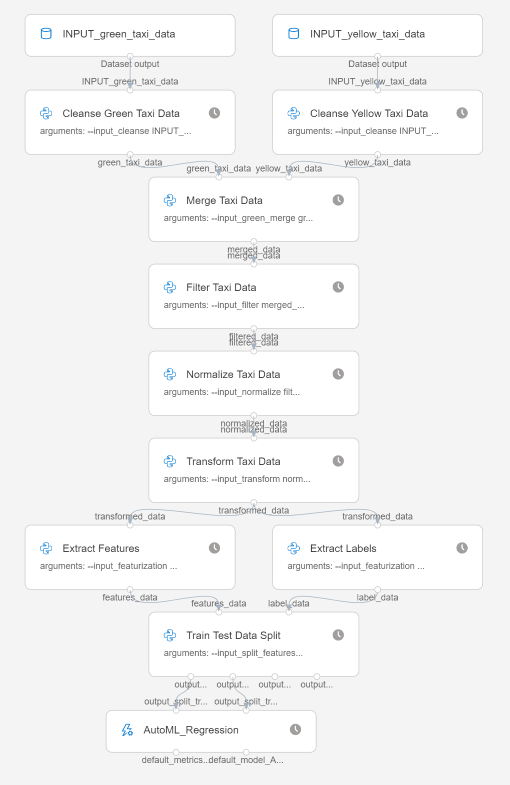 INPUT_green_taxi_data
INPUT_yellow_taxi_data
Dataset output
Dataset output
INPUT_green_taxi_data
INPUT_yellow_taxi_data
Cleanse Green Taxi Data
arguments: --input_cleanse INPUT_...
Cleanse Yellow Taxi Data
arguments: --input_cleanse INPUT_...
green_taxi_data
yellow_taxi_data
green_taxi_data
yellow_taxi_data
Merge Taxi Data
arguments: --input_green_merge gr...
merged_data
merged_data
Filter Taxi Data
arguments: --input_filter merged_...
filtered_data
filtered_data
Normalize Taxi Data
arguments: --input_normalize filt...
normalized_data
normalized_data
Transform Taxi Data
arguments: --input_transform norm...
transformed_data
transformed_data
transformed_data
Extract Features
arguments: --input_featurization ...
Extract Labels
arguments: --input_featurization ...
features_data
label_data
features_data
label_data
Train Test Data Split
arguments: --input_split_features...
output...
output...
output...
output...
output_split_tr...
output_split_tr...
AutoML_Regression
default_metrics...
default_model_A...